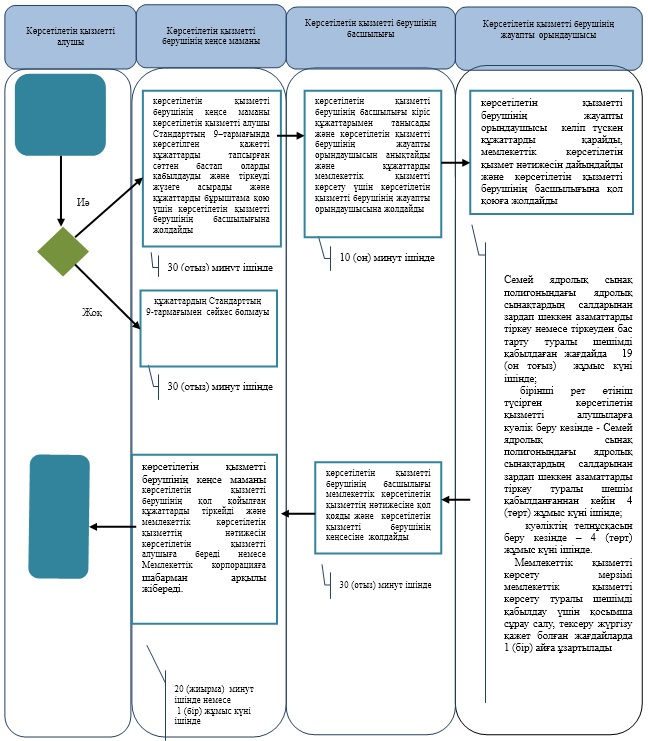 Көрсетілетін қызметті
алушы
Көрсетілетін қызметті
берушінің кеңсе маманы
Көрсетілетін қызметті берушінің
басшылығы
Көрсетілетін қызметті берушінің
жауапты орындаушысы
Иә
Жоқ
көрсетілетін қызметті
берушінің кеңсе маманы
көрсетілетін қызметті алушы
Стандарттың 9–тармағында
көрсетілген қажетті
құжаттарды тапсырған
сәттен бастап оларды
қабылдауды және тіркеуді
жүзеге асырады және
құжаттарды бұрыштама қою
үшін көрсетілетін қызметті
берушінің басшылығына
жолдайды
30 (отыз) минут ішінде
құжаттардың Стандарттың
9-тармағымен сәйкес болмауы
30 (отыз) минут ішінде
көрсетілетін қызметті
берушінің басшылығы кіріс
құжаттарымен танысады
және көрсетілетін қызметті
берушінің жауапты
орындаушысын анықтайды
және құжаттарды
мемлекеттік қызметті
көрсету үшін көрсетілетін
қызметті берушінің жауапты
орындаушысына жолдайды
10 (он) минут ішінде
көрсетілетін қызметті
берушінің жауапты
орындаушысы келіп түскен
құжаттарды қарайды,
мемлекеттік көрсетілетін
қызмет нәтижесін дайындайды
және көрсетілетін қызметті
берушінің басшылығына қол
қоюға жолдайды
Семей ядролық сынақ
полигонындағы ядролық
сынақтардың салдарынан
зардап шеккен азаматтарды
тіркеу немесе тіркеуден бас
тарту туралы шешімді
қабылдаған жағдайда 19
(он тоғыз) жұмыс күні
ішінде;
бірінші рет өтініш
түсірген көрсетілетін
қызметті алушыларға
куәлік беру кезінде - Семей
ядролық сынақ
полигонындағы ядролық
сынақтардың салдарынан
зардап шеккен азаматтарды
тіркеу туралы шешім
қабылданғаннан кейін 4
(төрт) жұмыс күні ішінде;
куәліктің телнұсқасын
беру кезінде – 4 (төрт)
жұмыс күні ішінде.
Мемлекеттік қызметті
көрсету мерзімі
мемлекеттік қызметті
көрсету туралы шешімді
қабылдау үшін қосымша
сұрау салу, тексеру жүргізу
қажет болған жағдайларда
1 (бір) айға ұзартылады
көрсетілетін қызметті
берушінің басшылығы
мемлекеттік көрсетілетін
қызметтің нәтижесіне қол
қояды және көрсетілетін
қызметті берушінің
кеңсесіне жолдайды
30 (отыз) минут ішінде
көрсетілетін қызметті
берушінің кеңсе маманы
көрсетілетін қызметті
берушінің қол қойылған
құжаттарды тіркейді және
мемлекеттік көрсетілетін
қызметтің нәтижесін
көрсетілетін қызметті
алушыға береді немесе
Мемлекеттік корпорацияға
шабарман арқылы
жібереді.
20 (жиырма) минут
ішінде немесе
1 (бір) жұмыс күні
ішінде